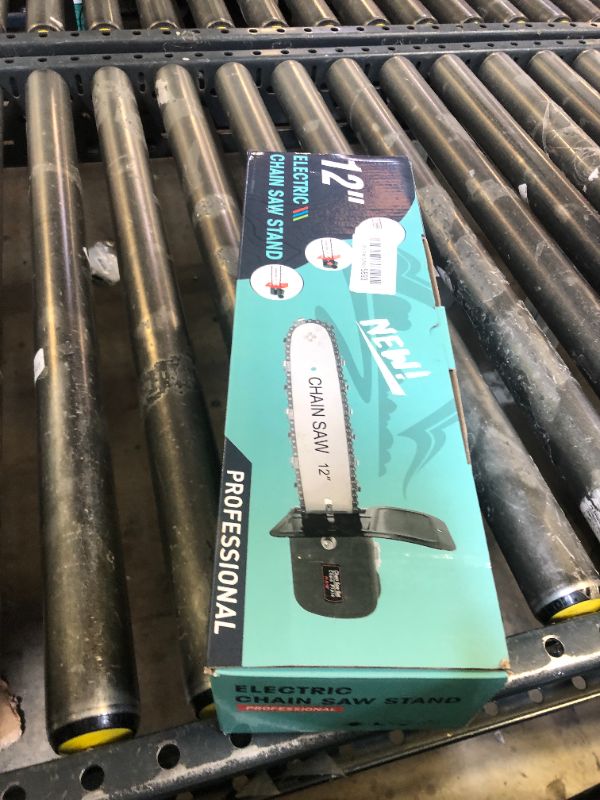 12"
ELECTRIC
CHAIN SAW STAND
NEW!
CHAIN SAW 12"
PROFESSIONAL
ELECTRIC
CHAIN SAW STAND
PROFESSIONAL